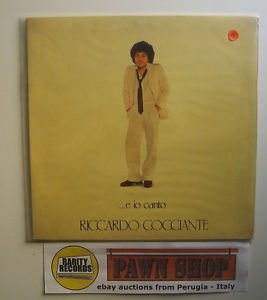 ...e io canto
RICCARDO COCCIANTE
RARITY
RECORDS
PAWN SHOP
ebay auctions from Perugia - Italy